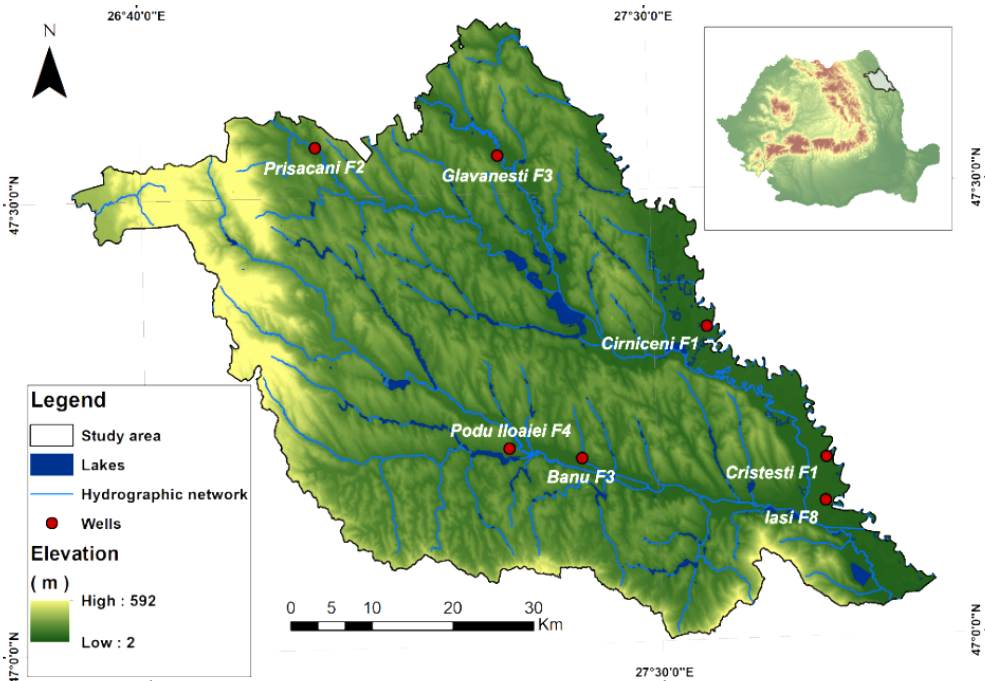 26°40'0"E
27°30'0"E
N
47°30'0"N
47°30'0"N
Prisacani F2
Glavanesti F3
Cirniceni F1
Podu Iloaiei F4
Banu F3
Cristesti F1
Iasi F8
Legend
Study area
Lakes
Hydrographic network
Wells
Elevation
( m )
High : 592
Low : 2
0 5 10 20 30
Km
47°0'0"N
47°0'0"N
27°30'0"E